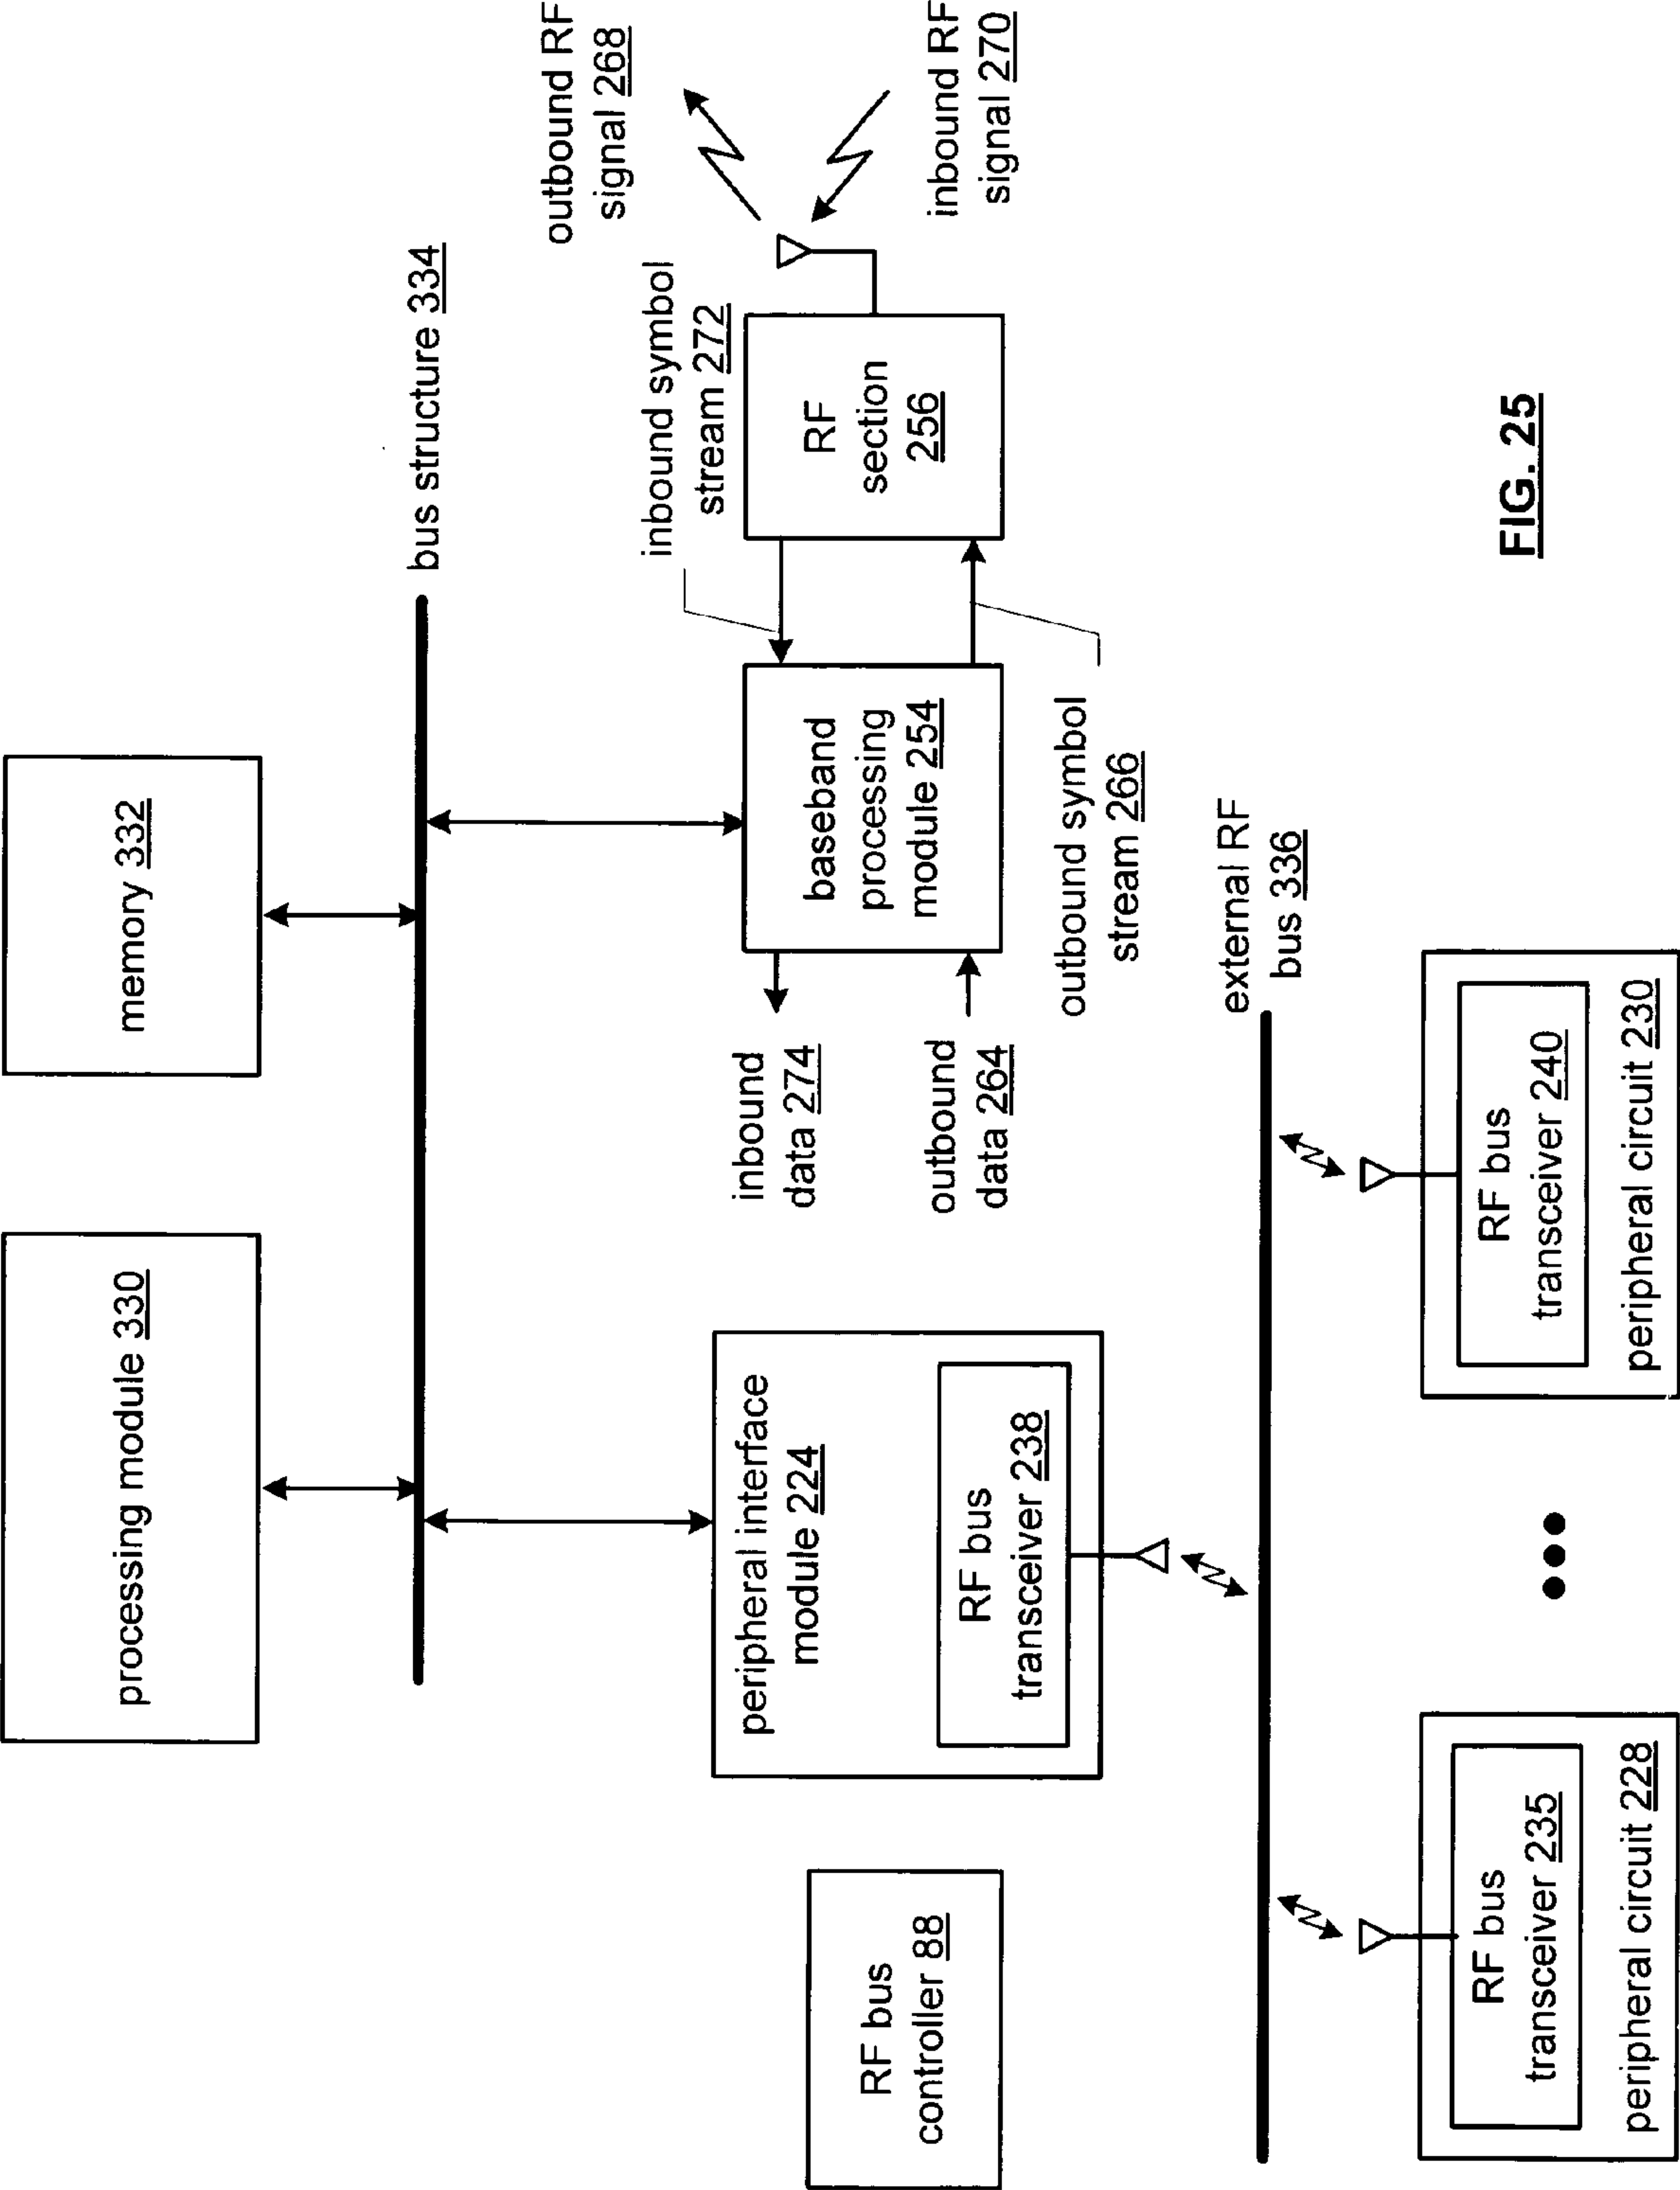 processing module 330
memory 332
bus structure 334
outbound RF
signal 268
inbound symbol
stream 272
peripheral interface
module 224
RF bus
transceiver 238
inbound
data 274
outbound
data 264
baseband
processing
module 254
RF
section
256
inbound RF
signal 270
outbound symbol
stream 266
RF bus
controller 88
external RF
bus 336
RF bus
transceiver 235
peripheral circuit 228
RF bus
transceiver 240
peripheral circuit 230
FIG. 25